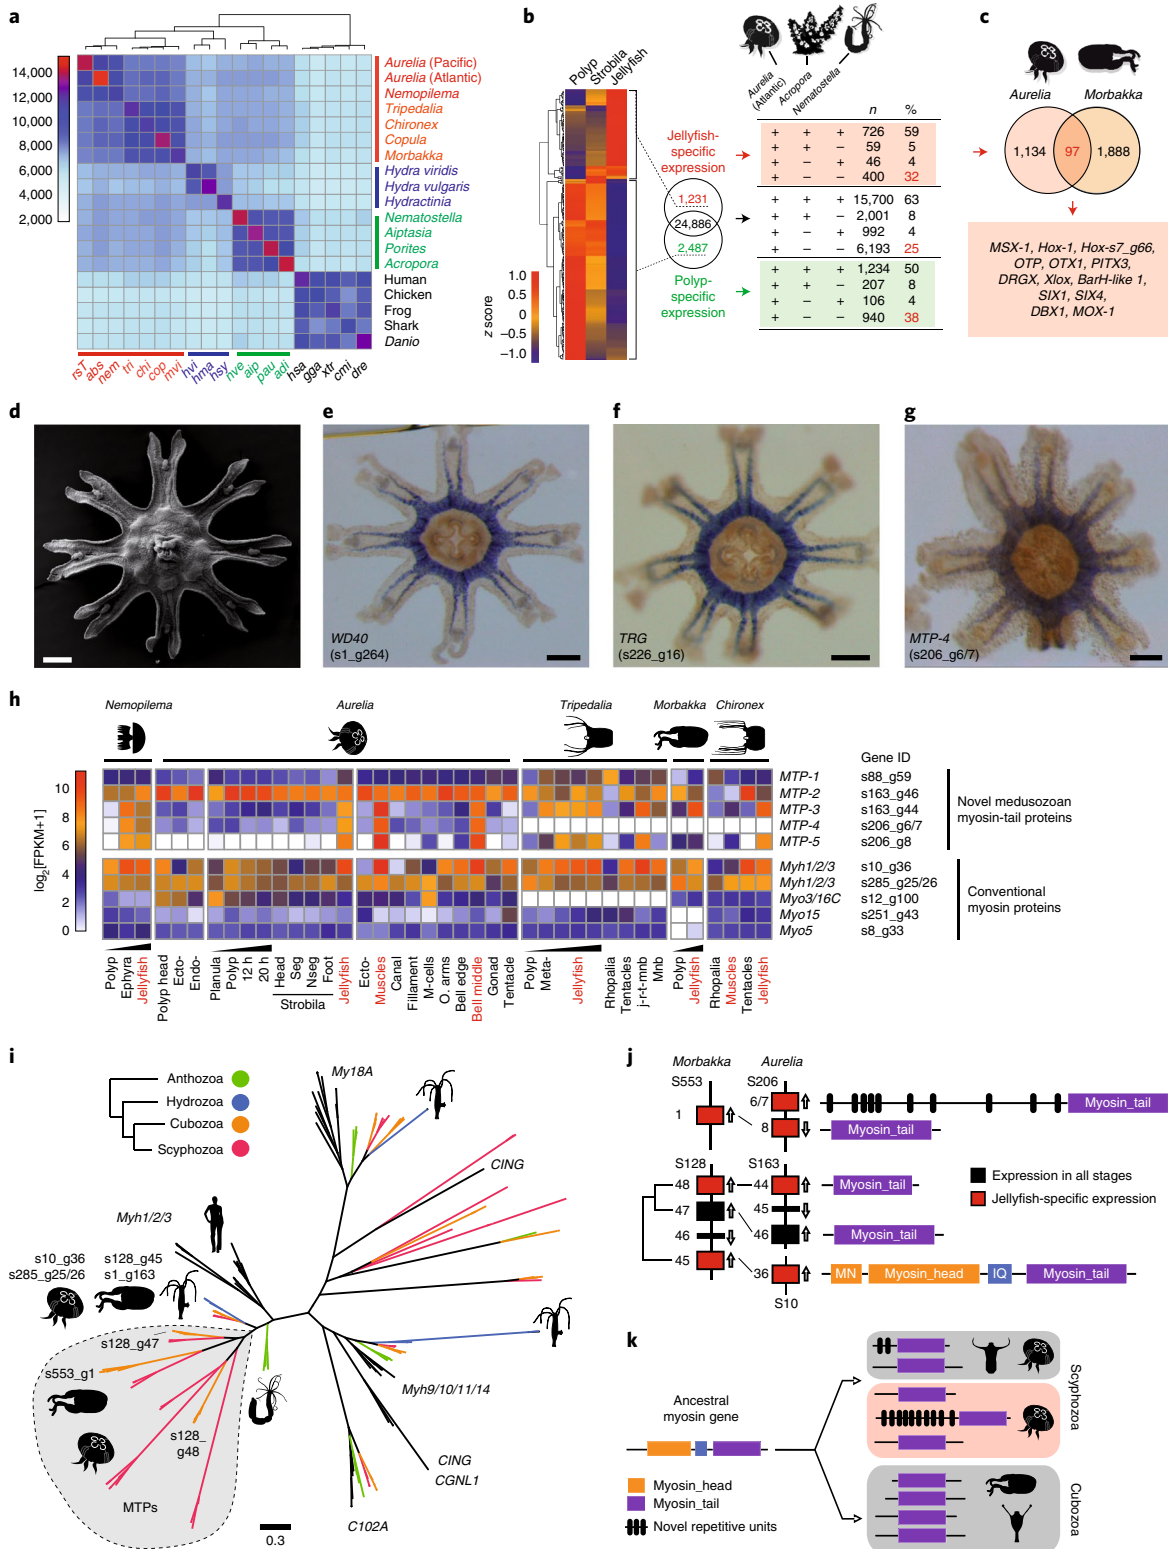 a
14,000
12,000
10,000
8,000
6,000
4,000
2,000
Aurelia (Pacific)
Aurelia (Atlantic)
Nemopilema
Tripedalia
Chironex
Copula
Morbakka
Hydra viridis
Hydra vulgaris
Hydractinia
Nematostella
Aiptasia
Porites
Acropora
Human
Chicken
Frog
Shark
Danio
rsT abs nem tri chi cop mvi hvi hma hsy nve aip pau adi hsa gga xtr cmi dre
b
Polyp Strobila Jellyfish
1.0
0.5
0
−0.5
−1.0
z score
Jellyfish-
specific
expression
1,231
24,886
2,487
Polyp-
specific
expression
Aurelia (Atlantic) Acropora Nematostella
n %
+ + + 726 59
+ + − 59 5
+ − + 46 4
+ − − 400 32
+ + + 15,700 63
+ + − 2,001 8
+ − + 992 4
+ − − 6,193 25
+ + + 1,234 50
+ + − 207 8
+ − + 106 4
+ − − 940 38
c
Aurelia Morbakka
1,134 97 1,888
MSX-1, Hox-1, Hox-s7_g66,
OTP, OTX1, PITX3,
DRGX, Xlox, BarH-like 1,
SIX1, SIX4,
DBX1, MOX-1
d
e
WD40
(s1_g264)
f
TRG
(s226_g16)
g
MTP-4
(s206_g6/7)
h
Nemopilema Aurelia Tripedalia Morbakka Chironex
10
8
6
4
2
0
log2[FPKM+1]
Gene ID
MTP-1 s88_g59
MTP-2 s163_g46
MTP-3 s163_g44
MTP-4 s206_g6/7
MTP-5 s206_g8
Novel medusozoan
myosin-tail proteins
Myh1/2/3 s10_g36
Myh1/2/3 s285_g25/26
Myo3/16C s12_g100
Myo15 s251_g43
Myo5 s8_g33
Conventional
myosin proteins
Polyp Ephyra Jellyfish Polyp head Ecto- Endo- Planula Polyp 12 h 20 h Head Seg Nseg Foot Jellyfish Ecto- Muscles Canal Fillament M-cells O. arms Bell edge Bell middle Gonad Tentacle Polyp Meta- Jellyfish Rhopalia Tentacles j-r-t-mnb Mnb Polyp Jellyfish Rhopalia Muscles Tentacles Jellyfish
Strobila
i
Anthozoa
Hydrozoa
Cubozoa
Scyphozoa
My18A
CING
Myh1/2/3
s10_g36 s128_g45
s285_g25/26 s1_g163
s128_g47
s553_g1
s128_
g48
MTPs
Myh9/10/11/14
CING
CGNL1
C102A
0.3
j
Morbakka Aurelia
S553 S206
1 6/7 Myosin_tail
8 Myosin_tail
S128 S163
48 44 Myosin_tail
47 45
46 46 Myosin_tail
45 36 MN Myosin_head IQ Myosin_tail
S10
Expression in all stages
Jellyfish-specific expression
k
Ancestral
myosin gene
Myosin_head
Myosin_tail
Novel repetitive units
Scyphozoa
Cubozoa